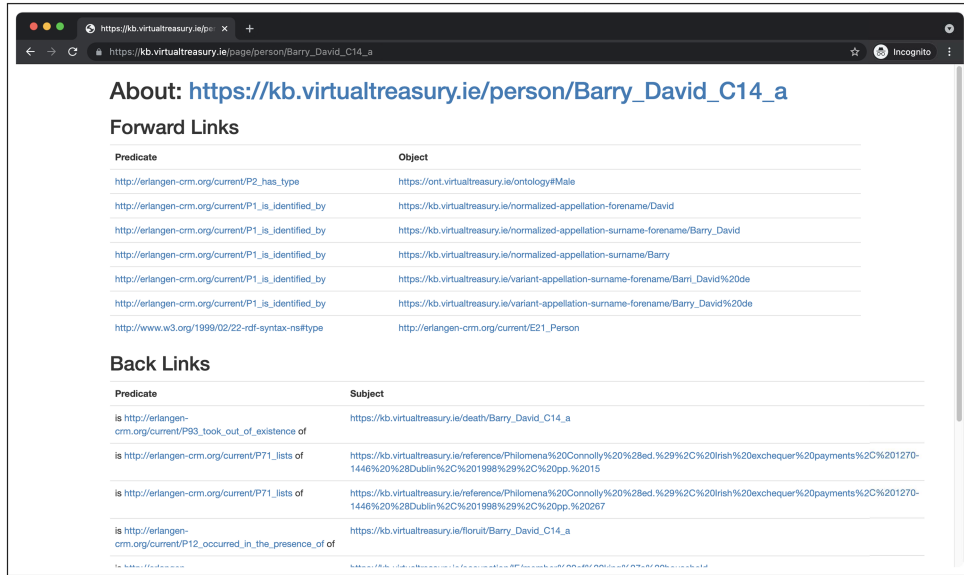 https://kb.virtualtreasury.ie/per
https://kb.virtualtreasury.ie/page/person/Barry_David_C14_a
Incognito
About: https://kb.virtualtreasury.ie/person/Barry_David_C14_a
Forward Links
Predicate Object
http://erlangen-crm.org/current/P2_has_type https://ont.virtualtreasury.ie/ontology#Male
http://erlangen-crm.org/current/P1_is_identified_by https://kb.virtualtreasury.ie/normalized-appellation-forename/David
http://erlangen-crm.org/current/P1_is_identified_by https://kb.virtualtreasury.ie/normalized-appellation-surname-forename/Barry_David
http://erlangen-crm.org/current/P1_is_identified_by https://kb.virtualtreasury.ie/normalized-appellation-surname/Barry
http://erlangen-crm.org/current/P1_is_identified_by https://kb.virtualtreasury.ie/variant-appellation-surname-forename/Barri_David%20de
http://erlangen-crm.org/current/P1_is_identified_by https://kb.virtualtreasury.ie/variant-appellation-surname-forename/Barry_David%20de
http://www.w3.org/1999/02/22-rdf-syntax-ns#type http://erlangen-crm.org/current/E21_Person
Back Links
Predicate Subject
is http://erlangen- https://kb.virtualtreasury.ie/death/Barry_David_C14_a
crm.org/current/P93_took_out_of_existence of
is http://erlangen-crm.org/current/P71_lists of https://kb.virtualtreasury.ie/reference/Philomena%20Connolly%20%28ed.%29%2C%20Irish%20exchequer%20payments%2C%201270-
1446%20%28Dublin%2C%201998%29%2C%20pp.%2015
is http://erlangen-crm.org/current/P71_lists of https://kb.virtualtreasury.ie/reference/Philomena%20Connolly%20%28ed.%29%2C%20Irish%20exchequer%20payments%2C%201270-
1446%20%28Dublin%2C%201998%29%2C%20pp.%20267
is http://erlangen- https://kb.virtualtreasury.ie/floruit/Barry_David_C14_a
crm.org/current/P12_occurred_in_the_presence_of of